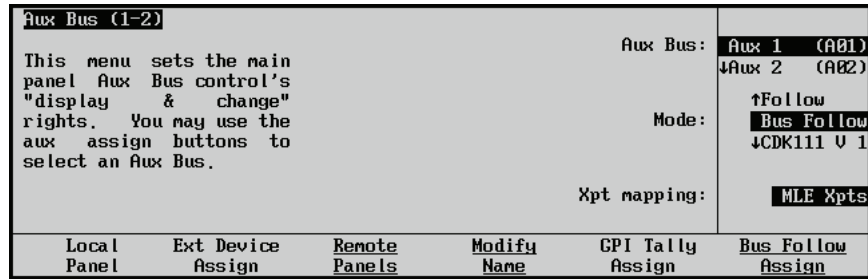 Aux Bus (1-2)
This menu sets the main
panel Aux Bus control's
"display & change"
rights. You may use the
aux assign buttons to
select an Aux Bus.
Aux Bus:
Aux 1 (A01)
↓Aux 2 (A02)
Mode:
↑Follow
Bus Follow
↓CDK111 V 1
Xpt mapping:
MLE Xpts
Local Panel
Ext Device Assign
Remote Panels
Modify Name
GPI Tally Assign
Bus Follow Assign